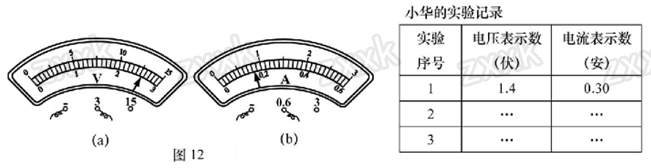 0 5 10 15
0 1 2 3
V
3 15
(a)
0 1 2 3
0 0.2 0.4 0.6
A
0.6 3
(b)
图 12
小华的实验记录
实验序号 电压表示数(伏) 电流表示数(安)
1 1.4 0.30
2 … …
3 … …